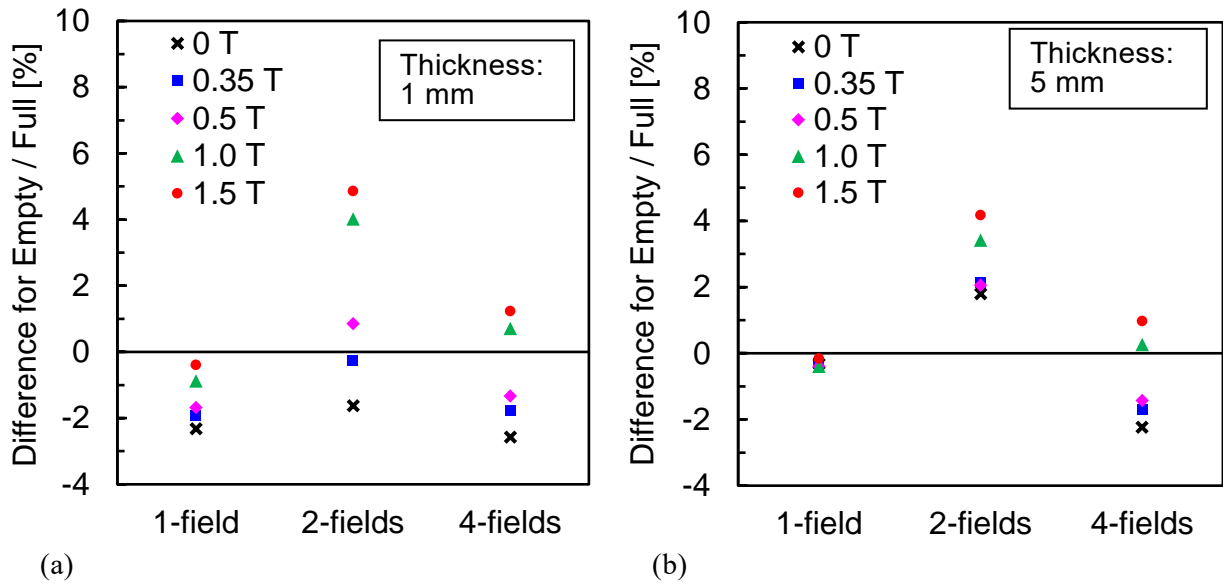 Difference for Empty / Full [%]
10
8
6
4
2
0
-2
-4
0 T
0.35 T
0.5 T
1.0 T
1.5 T
Thickness:
1 mm
1-field
2-fields
4-fields
(a)
Difference for Empty / Full [%]
10
8
6
4
2
0
-2
-4
0 T
0.35 T
0.5 T
1.0 T
1.5 T
Thickness:
5 mm
1-field
2-fields
4-fields
(b)